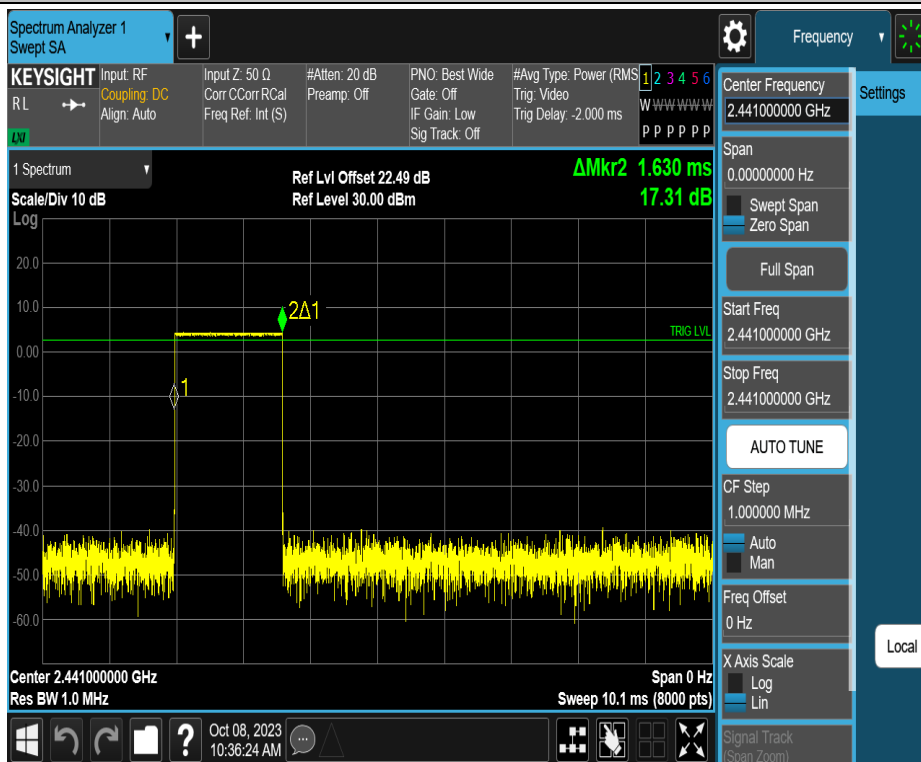 Spectrum Analyzer 1
Swept SA
+
Frequency
KEYSIGHT
RL
LXI
Input: RF
Coupling: DC
Align: Auto
Input Z: 50 Ω
Corr CCorr RCal
Freq Ref: Int (S)
#Atten: 20 dB
Preamp: Off
PNO: Best Wide
Gate: Off
IF Gain: Low
Sig Track: Off
#Avg Type: Power (RMS
Trig: Video
Trig Delay: -2.000 ms
1 2 3 4 5 6
W W W W W W
P P P P P P
1 Spectrum
Scale/Div 10 dB
Log
Ref Lvl Offset 22.49 dB
Ref Level 30.00 dBm
ΔMkr2 1.630 ms
17.31 dB
20.0
10.0
0.00
-10.0
-20.0
-30.0
-40.0
-50.0
-60.0
2Δ1
1
TRIG LVL
Center 2.441000000 GHz
Res BW 1.0 MHz
Span 0 Hz
Sweep 10.1 ms (8000 pts)
Center Frequency
2.441000000 GHz
Span
0.00000000 Hz
Swept Span
Zero Span
Full Span
Start Freq
2.441000000 GHz
Stop Freq
2.441000000 GHz
AUTO TUNE
CF Step
1.000000 MHz
Auto
Man
Freq Offset
0 Hz
X Axis Scale
Log
Lin
Signal Track
(Span Zoom)
Settings
Local
?
Oct 08, 2023
10:36:24 AM